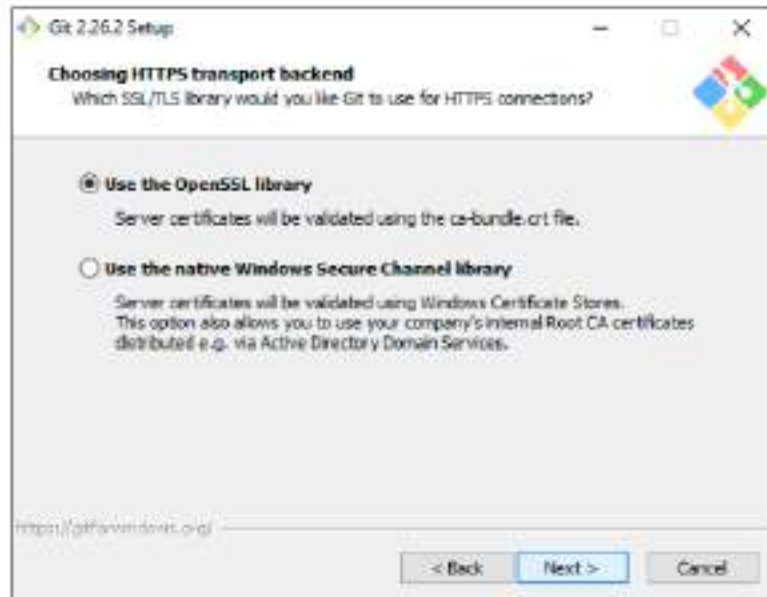 Git 2.26.2 Setup
Choosing HTTPS transport backend
Which SSL/TLS library would you like Git to use for HTTPS connections?
Use the OpenSSL library
Server certificates will be validated using the ca-bundle.crt file.
Use the native Windows Secure Channel library
Server certificates will be validated using Windows Certificate Stores.
This option also allows you to use your company's internal Root CA certificates
distributed e.g. via Active Directory Domain Services.
https://gitforwindows.org/
< Back Next > Cancel